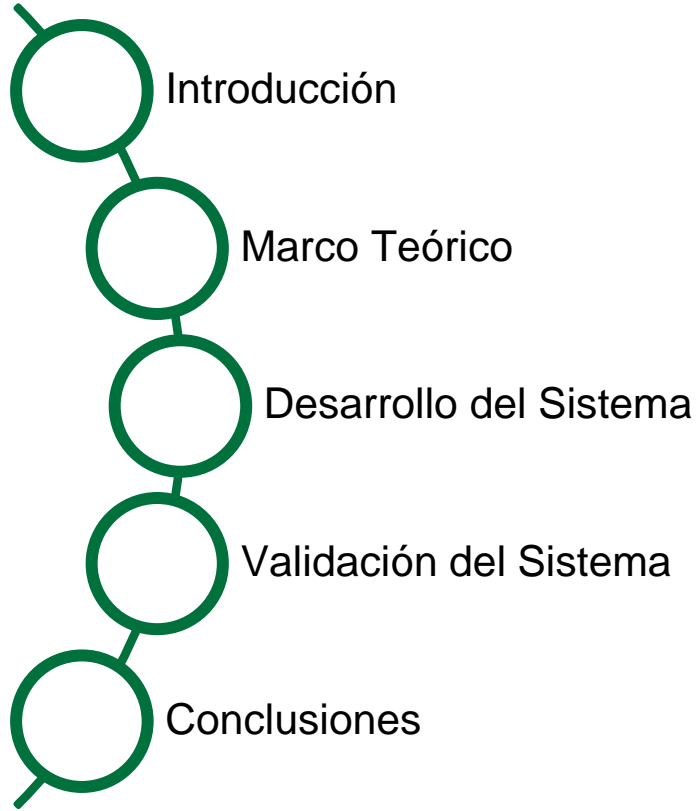 Introducción
Marco Teórico
Desarrollo del Sistema
Validación del Sistema
Conclusiones